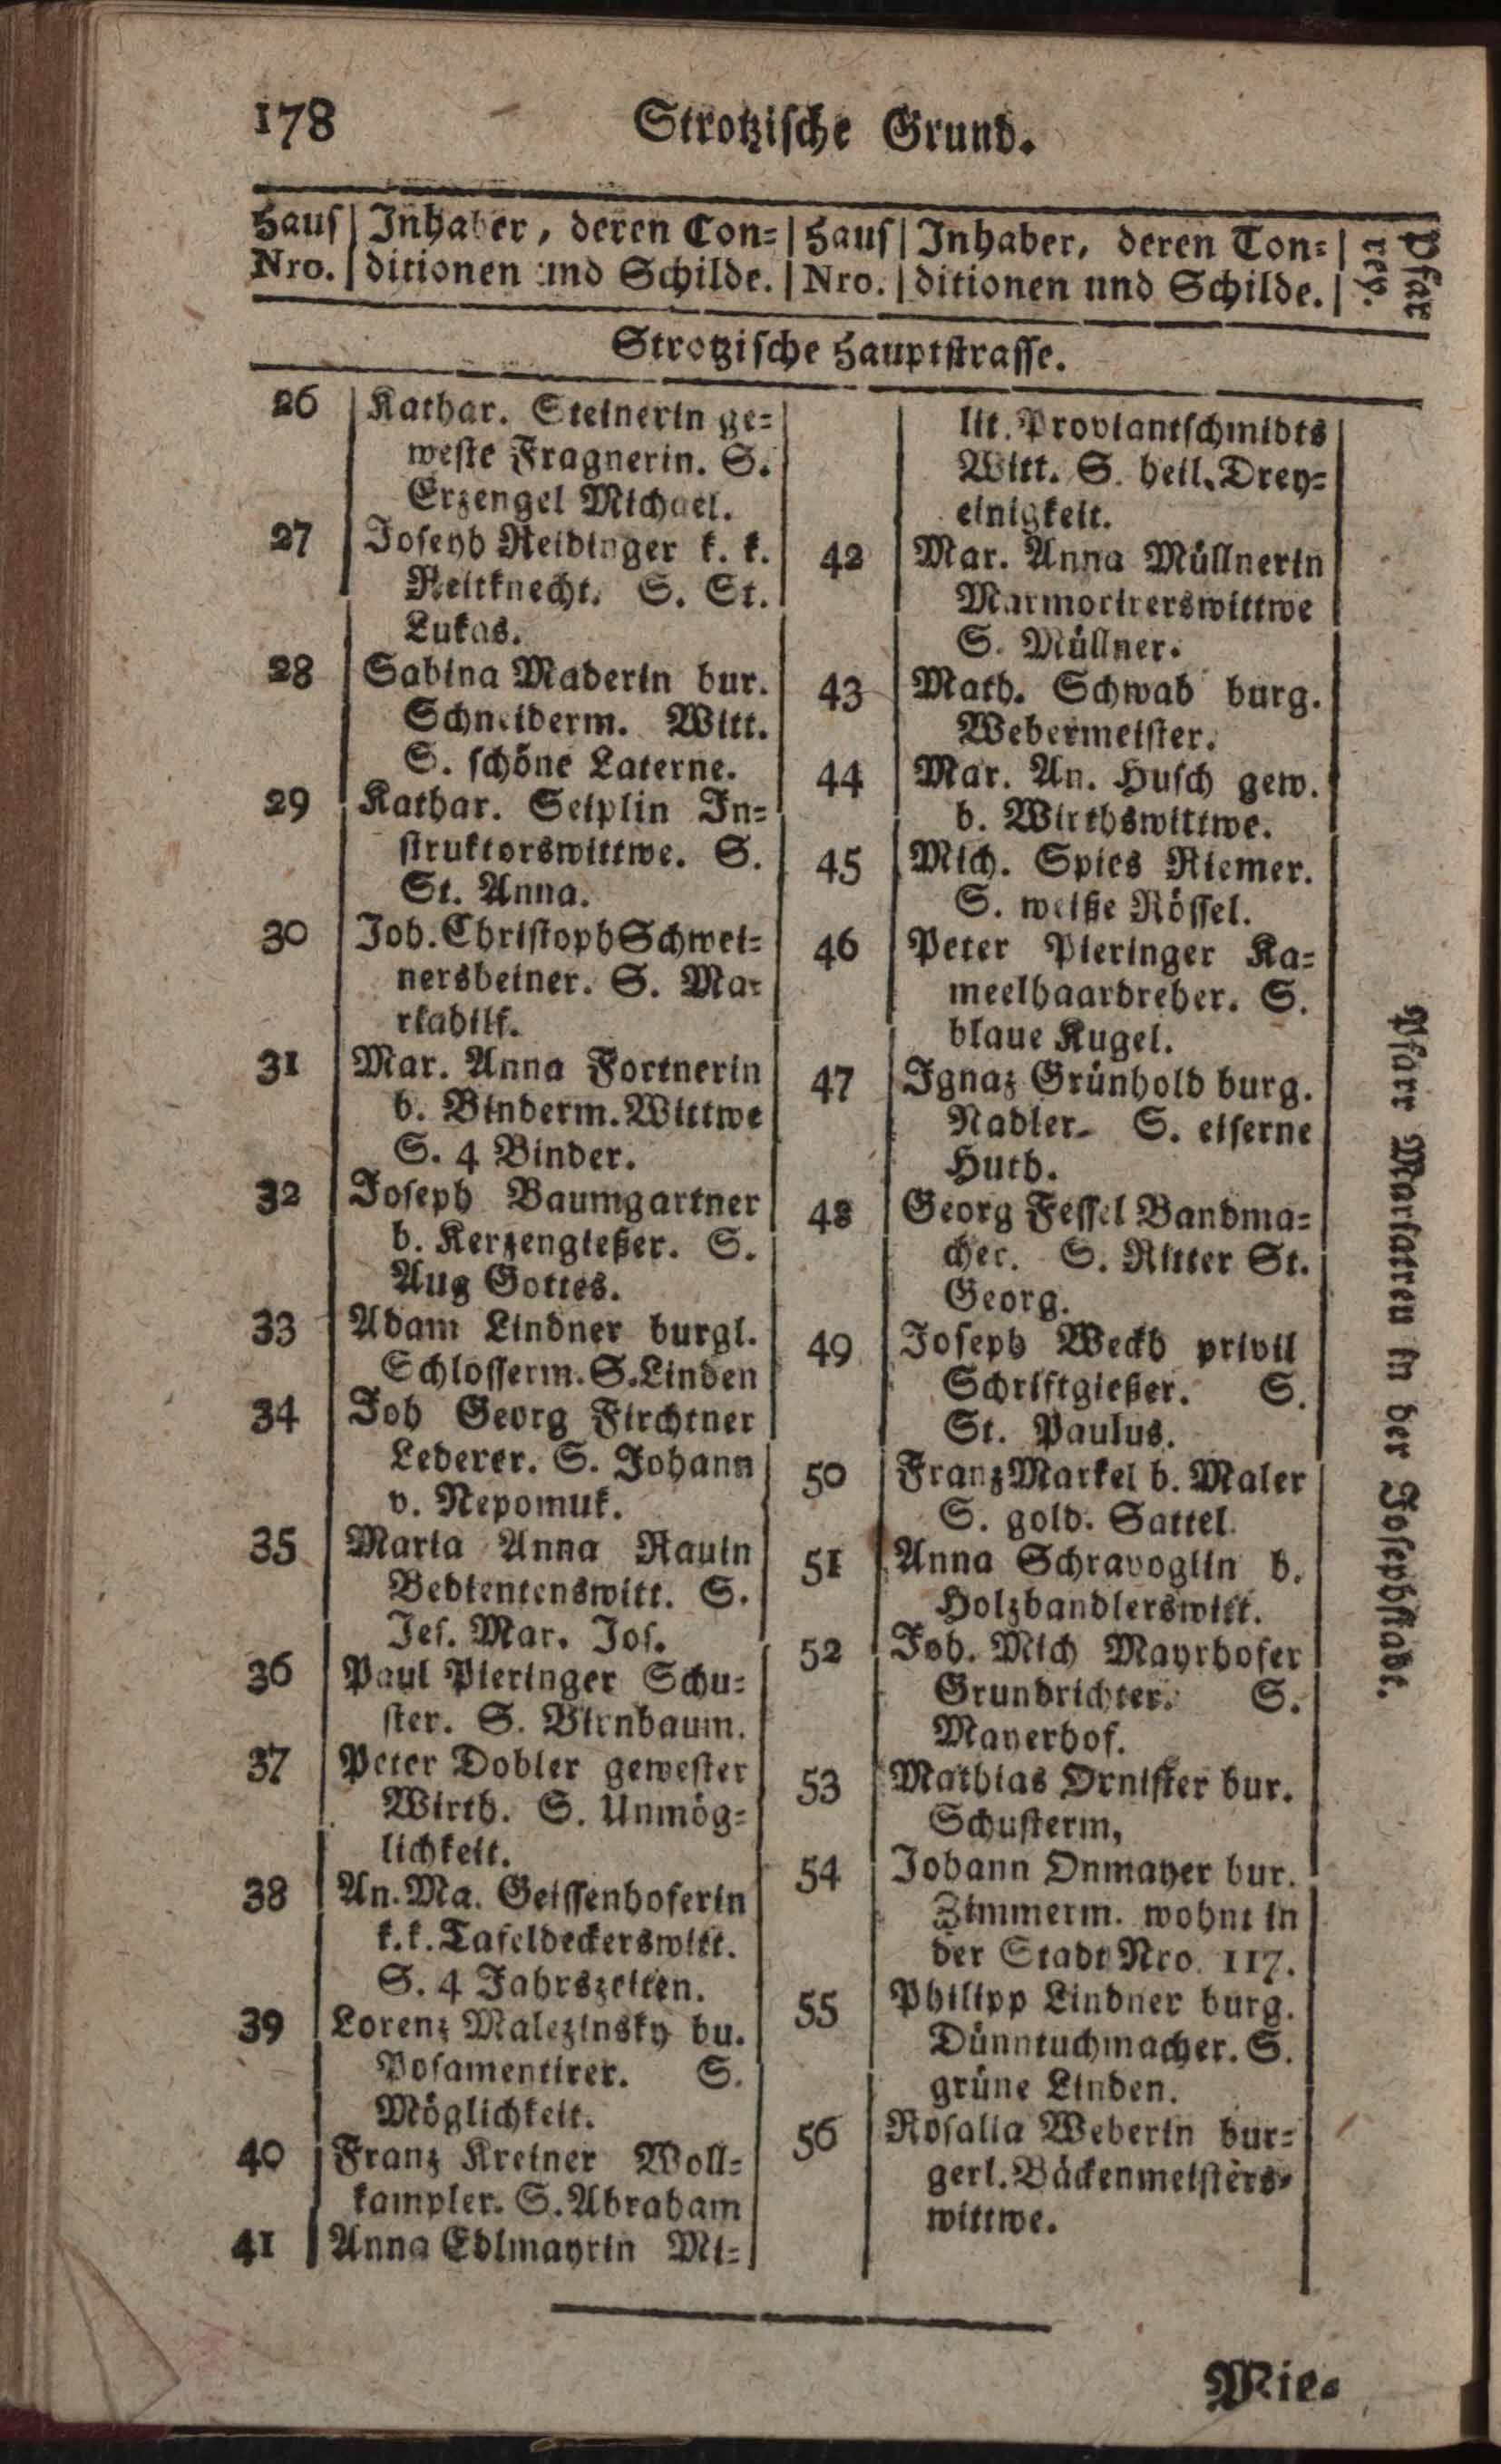 178
Strotzische Grund.
Haus Inhaber, deren Con= Haus Inhaber, deren Con= Pfar
Nro. ditionen und Schilde. Nro. ditionen und Schilde. rey.
Strotzische Hauptstrasse.
26 Kathar. Steinerin ge=
weste Fragnerin. S.
Erzengel Michael.
27 Joseph Reidinger k. k.
Reitknecht. S. St.
Lukas.
28 Sabina Maderin bur.
Schneiderm. Witt.
S. schöne Laterne.
29 Kathar. Seiplin In=
struktorswittwe. S.
St. Anna.
30 Joh. Christoph Schwei=
nersheiner. S. Ma=
riahilf.
31 Mar. Anna Fortnerin
b. Binderm. Wittwe
S. 4 Binder.
32 Joseph Baumgartner
b. Kerzengießer. S.
Aug Gottes.
33 Adam Lindner burgl.
Schlosserm. S. Linden
34 Joh Georg Firchtner
Lederer. S. Johann
v. Nepomuk.
35 Maria Anna Rauin
Bedientenswitt. S.
Jes. Mar. Jos.
36 Paul Pieringer Schu=
ster. S. Birnbaum.
37 Peter Dobler gewester
Wirth. S. Unmög=
lichkeit.
38 An. Ma. Geissenhoferin
k. k. Tafeldeckerswitt.
S. 4 Jahrszeiten.
39 Lorenz Malezinsky bu.
Posamentirer. S.
Möglichkeit.
40 Franz Kreiner Woll=
kampler. S. Abraham
41 Anna Edlmayrin Mi=
lit. Proviantschmidts
Witt. S. heil. Drey=
einigkeit.
42 Mar. Anna Müllnerin
Marmorirerswittwe
S. Müllner.
43 Math. Schwab burg.
Webermeister.
44 Mar. An. Husch gew.
b. Wirthswittwe.
45 Mich. Spies Riemer.
S. weiße Rössel.
46 Peter Pieringer Ka=
meelhaardreher. S.
blaue Kugel.
47 Ignaz Grünhold burg.
Nadler. S. eiserne
Huth.
48 Georg Fessel Bandma=
cher. S. Ritter St.
Georg.
49 Joseph Weckh privil
Schriftgießer. S.
St. Paulus.
50 Franz Markel b. Maler
S. gold. Sattel.
51 Anna Schravoglin b.
Holzhandlerswitt.
52 Joh. Mich Mayrhofer
Grundrichter. S.
Mayerhof.
53 Mathias Ornister bur.
Schusterm,
54 Johann Onmayer bur.
Zimmerm. wohnt in
der Stadt Nro. 117.
55 Philipp Lindner burg.
Dünntuchmacher. S.
grüne Linden.
56 Rosalia Weberin bur=
gerl. Bäckenmeisters=
wittwe.
Pfarr Mariatreu in der Josephstadt.
Mie=